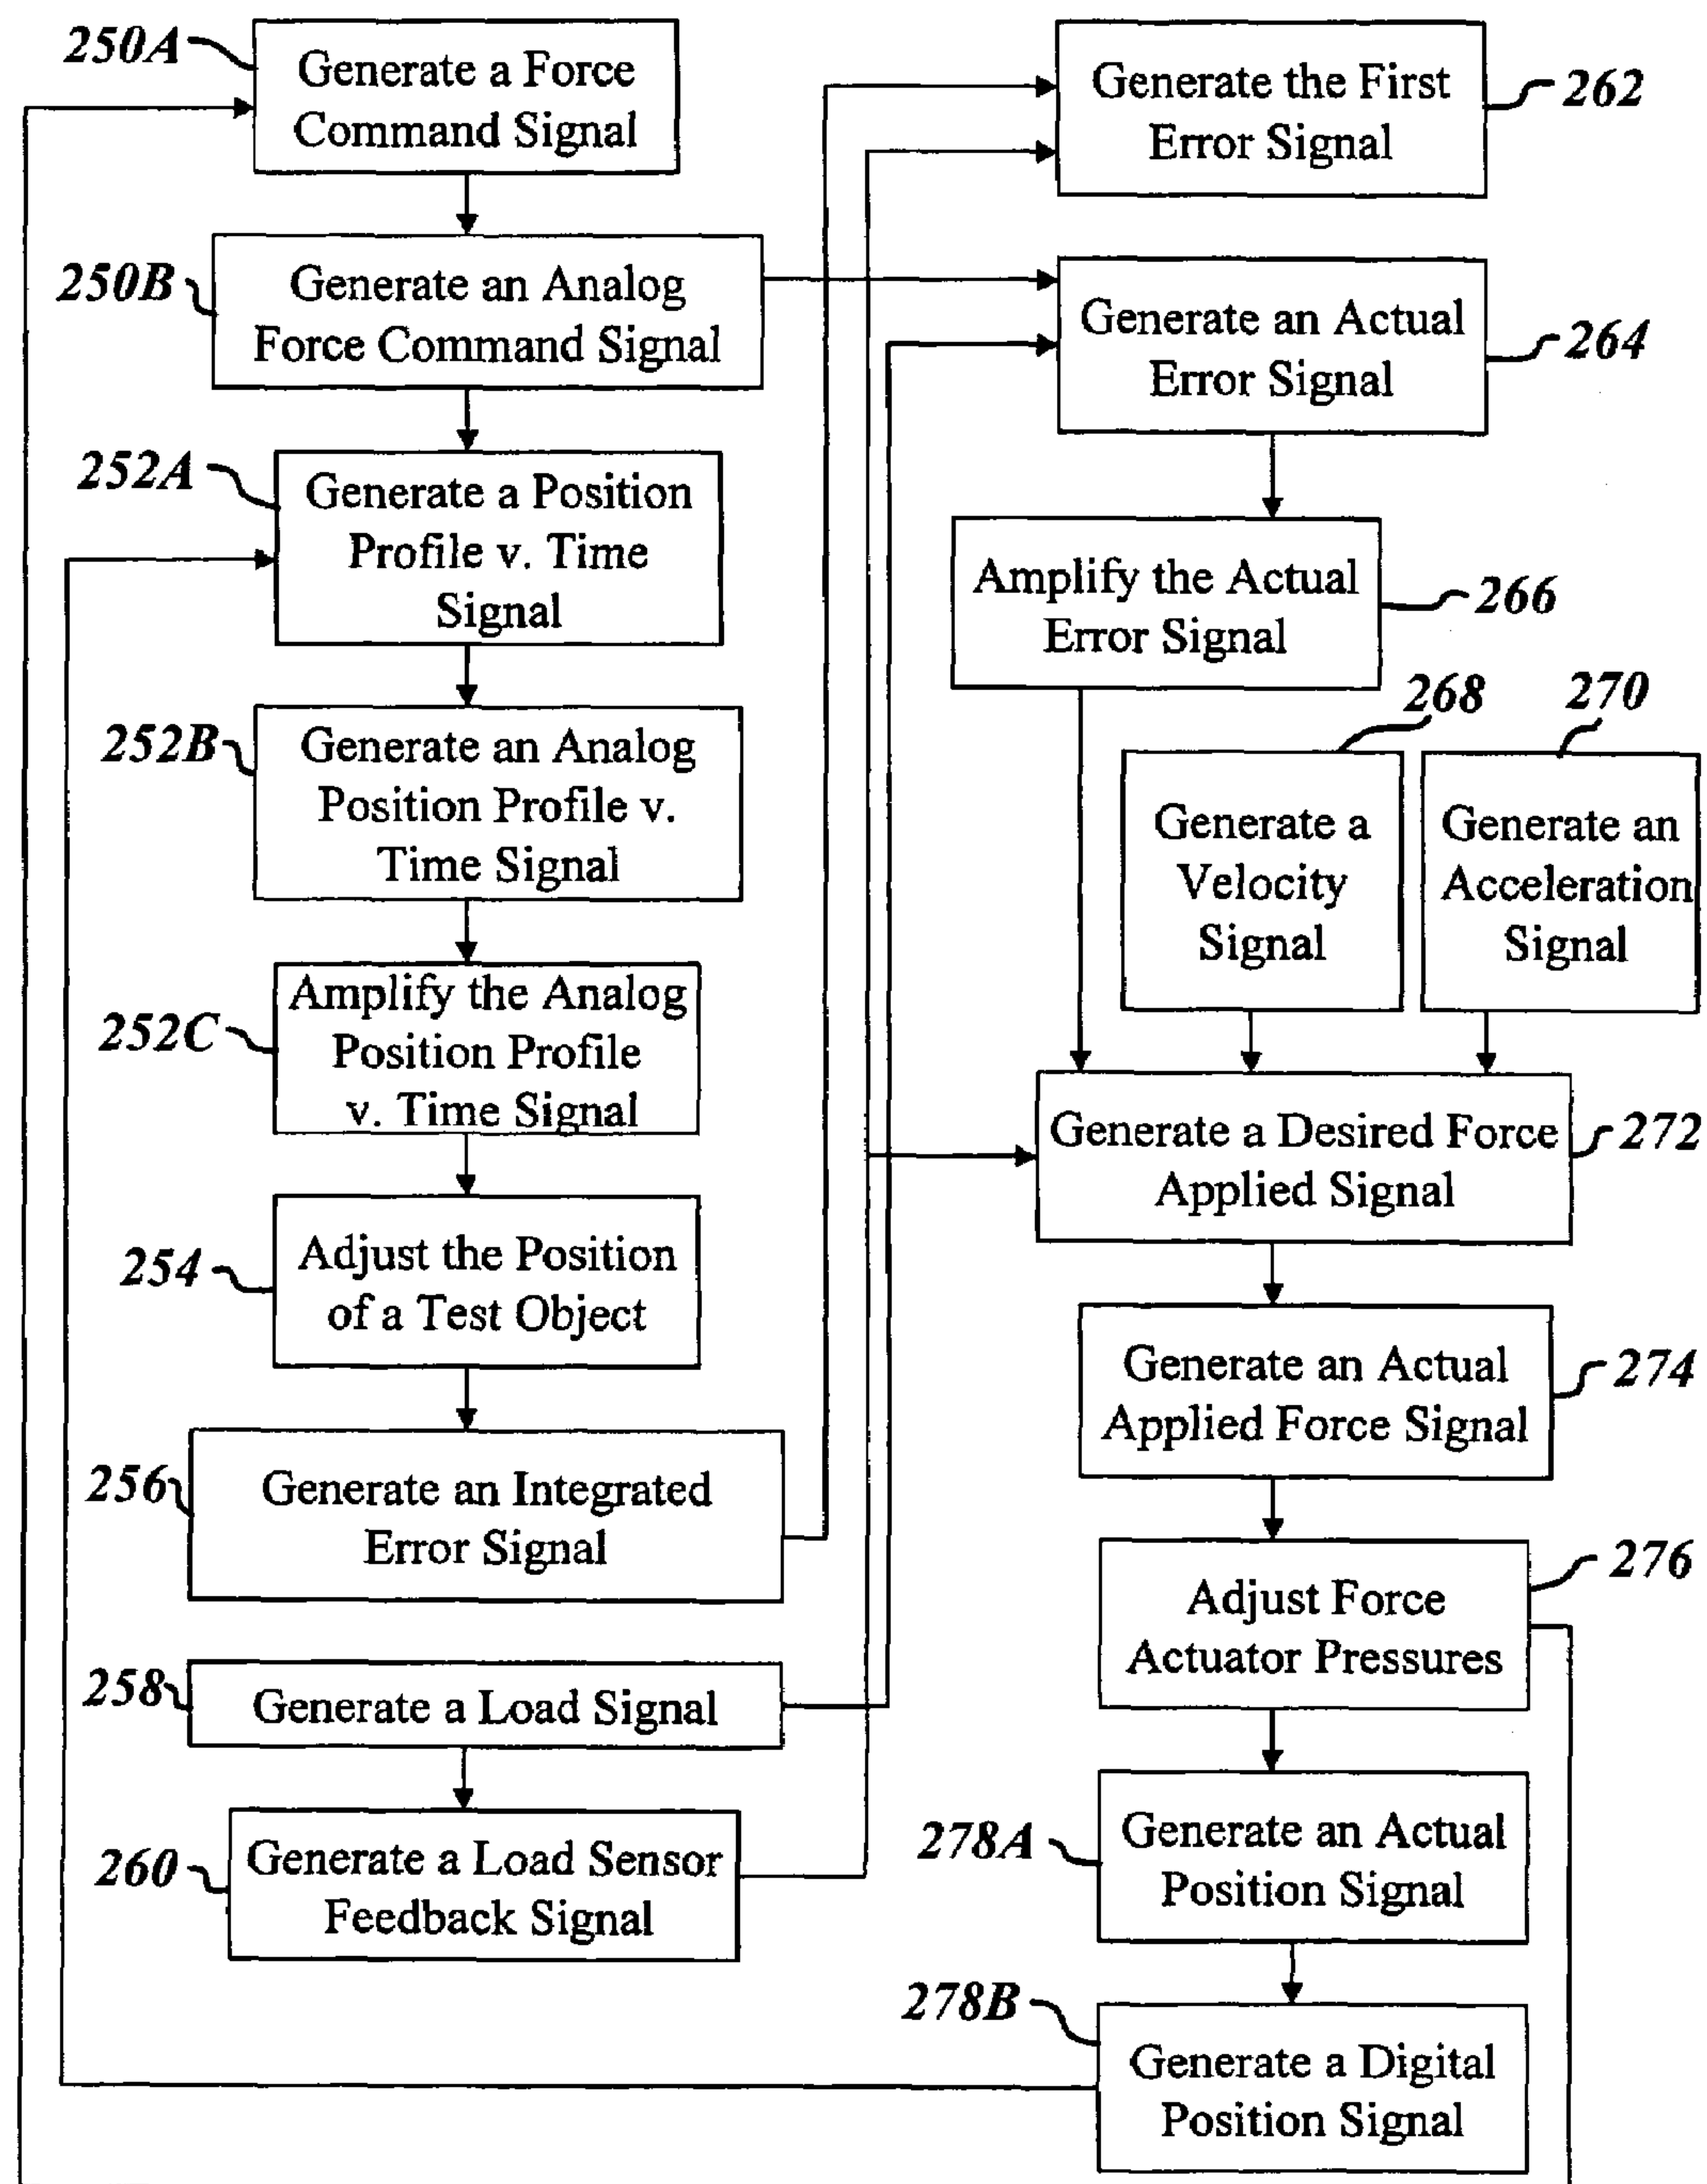 250A
Generate a Force
Command Signal
250B
Generate an Analog
Force Command Signal
252A
Generate a Position
Profile v. Time
Signal
252B
Generate an Analog
Position Profile v.
Time Signal
252C
Amplify the Analog
Position Profile
v. Time Signal
254
Adjust the Position
of a Test Object
256
Generate an Integrated
Error Signal
258
Generate a Load Signal
260
Generate a Load Sensor
Feedback Signal
Generate the First
Error Signal
262
Generate an Actual
Error Signal
264
Amplify the Actual
Error Signal
266
268
Generate a
Velocity
Signal
270
Generate an
Acceleration
Signal
Generate a Desired Force
Applied Signal
272
Generate an Actual
Applied Force Signal
274
Adjust Force
Actuator Pressures
276
278A
Generate an Actual
Position Signal
278B
Generate a Digital
Position Signal